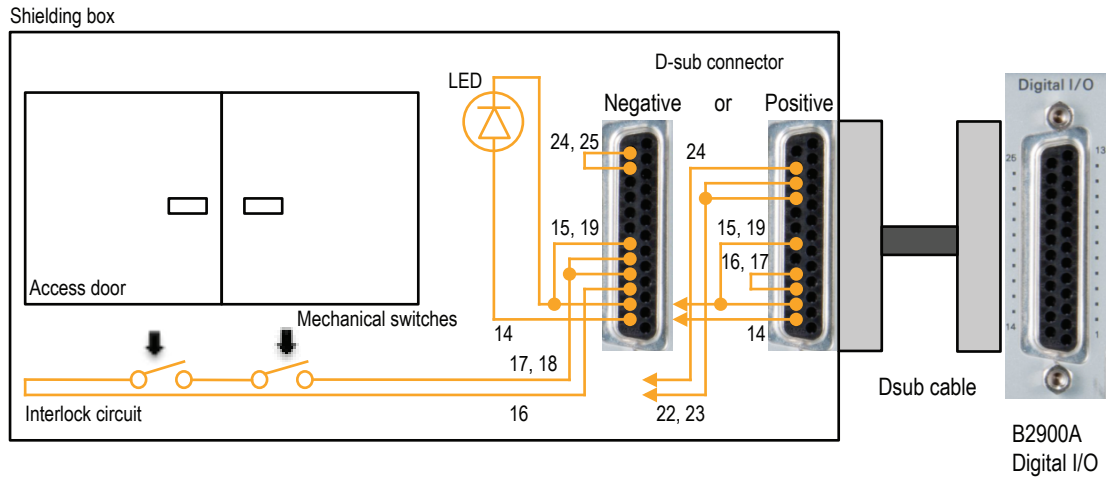 Shielding box
D-sub connector
LED
Negative or Positive
Digital I/O
24, 25
24
25
13
15, 19
15, 19
16, 17
Access door
Mechanical switches
14
14
14
1
17, 18
Interlock circuit
16
22, 23
Dsub cable
B2900A
Digital I/O